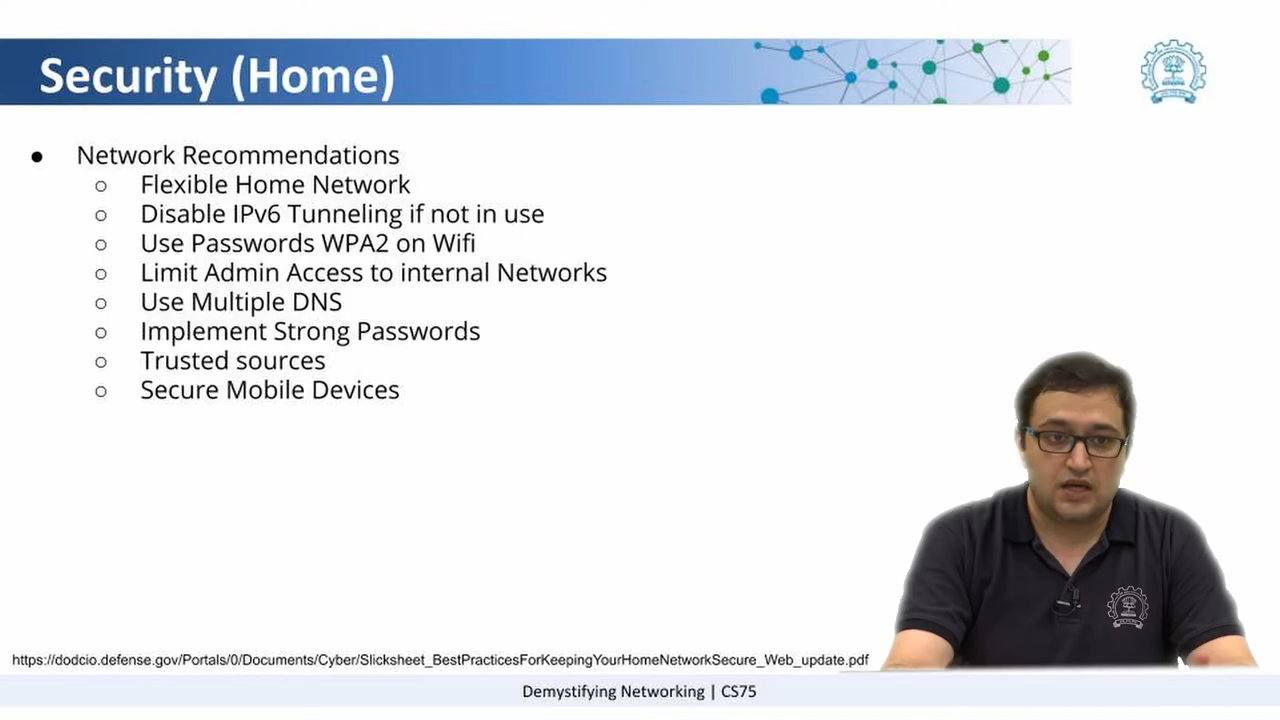 Security (Home)
● Network Recommendations
○ Flexible Home Network
○ Disable IPv6 Tunneling if not in use
○ Use Passwords WPA2 on Wifi
○ Limit Admin Access to internal Networks
○ Use Multiple DNS
○ Implement Strong Passwords
○ Trusted sources
○ Secure Mobile Devices
https://dodcio.defense.gov/Portals/0/Documents/Cyber/Slicksheet_BestPracticesForKeepingYourHomeNetworkSecure_Web_update.pdf
Demystifying Networking | CS75